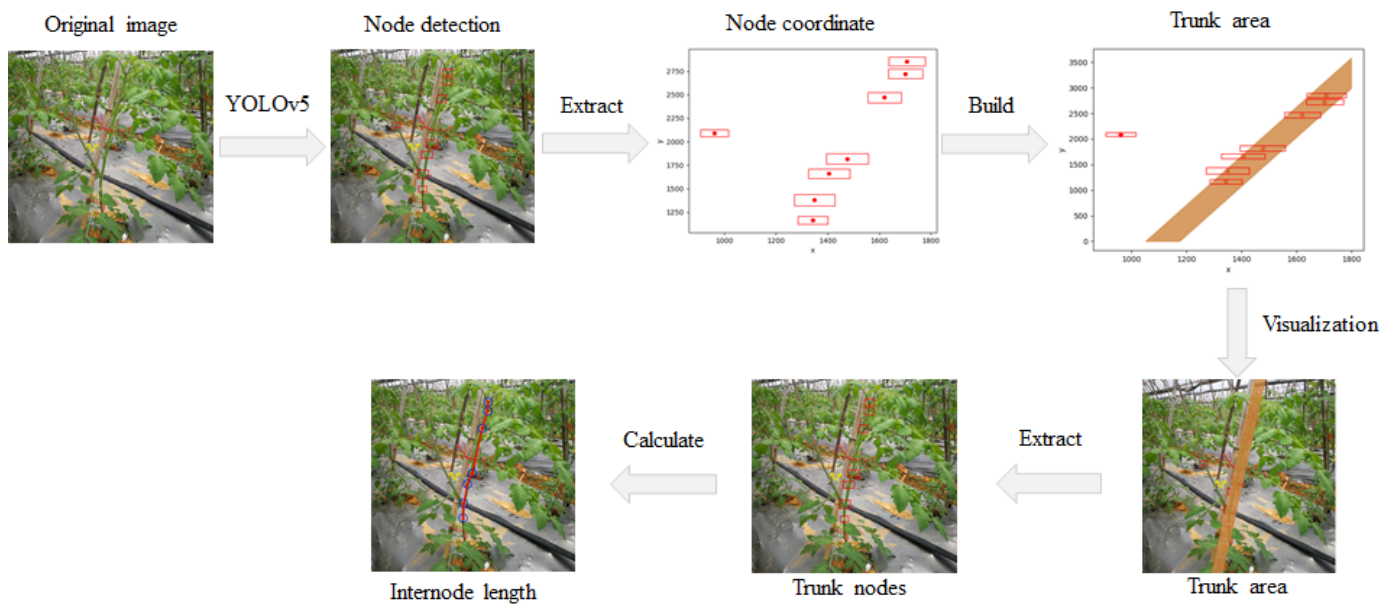 Original image
Node detection
Node coordinate
Trunk area
YOLOv5
Extract
Build
2750
2500
2250
2000
1750
1500
1250
y
1000
1200
1400
1600
1800
x
3500
3000
2500
2000
1500
1000
500
0
y
1000
1200
1400
1600
1800
x
Visualization
Calculate
Extract
Internode length
Trunk nodes
Trunk area